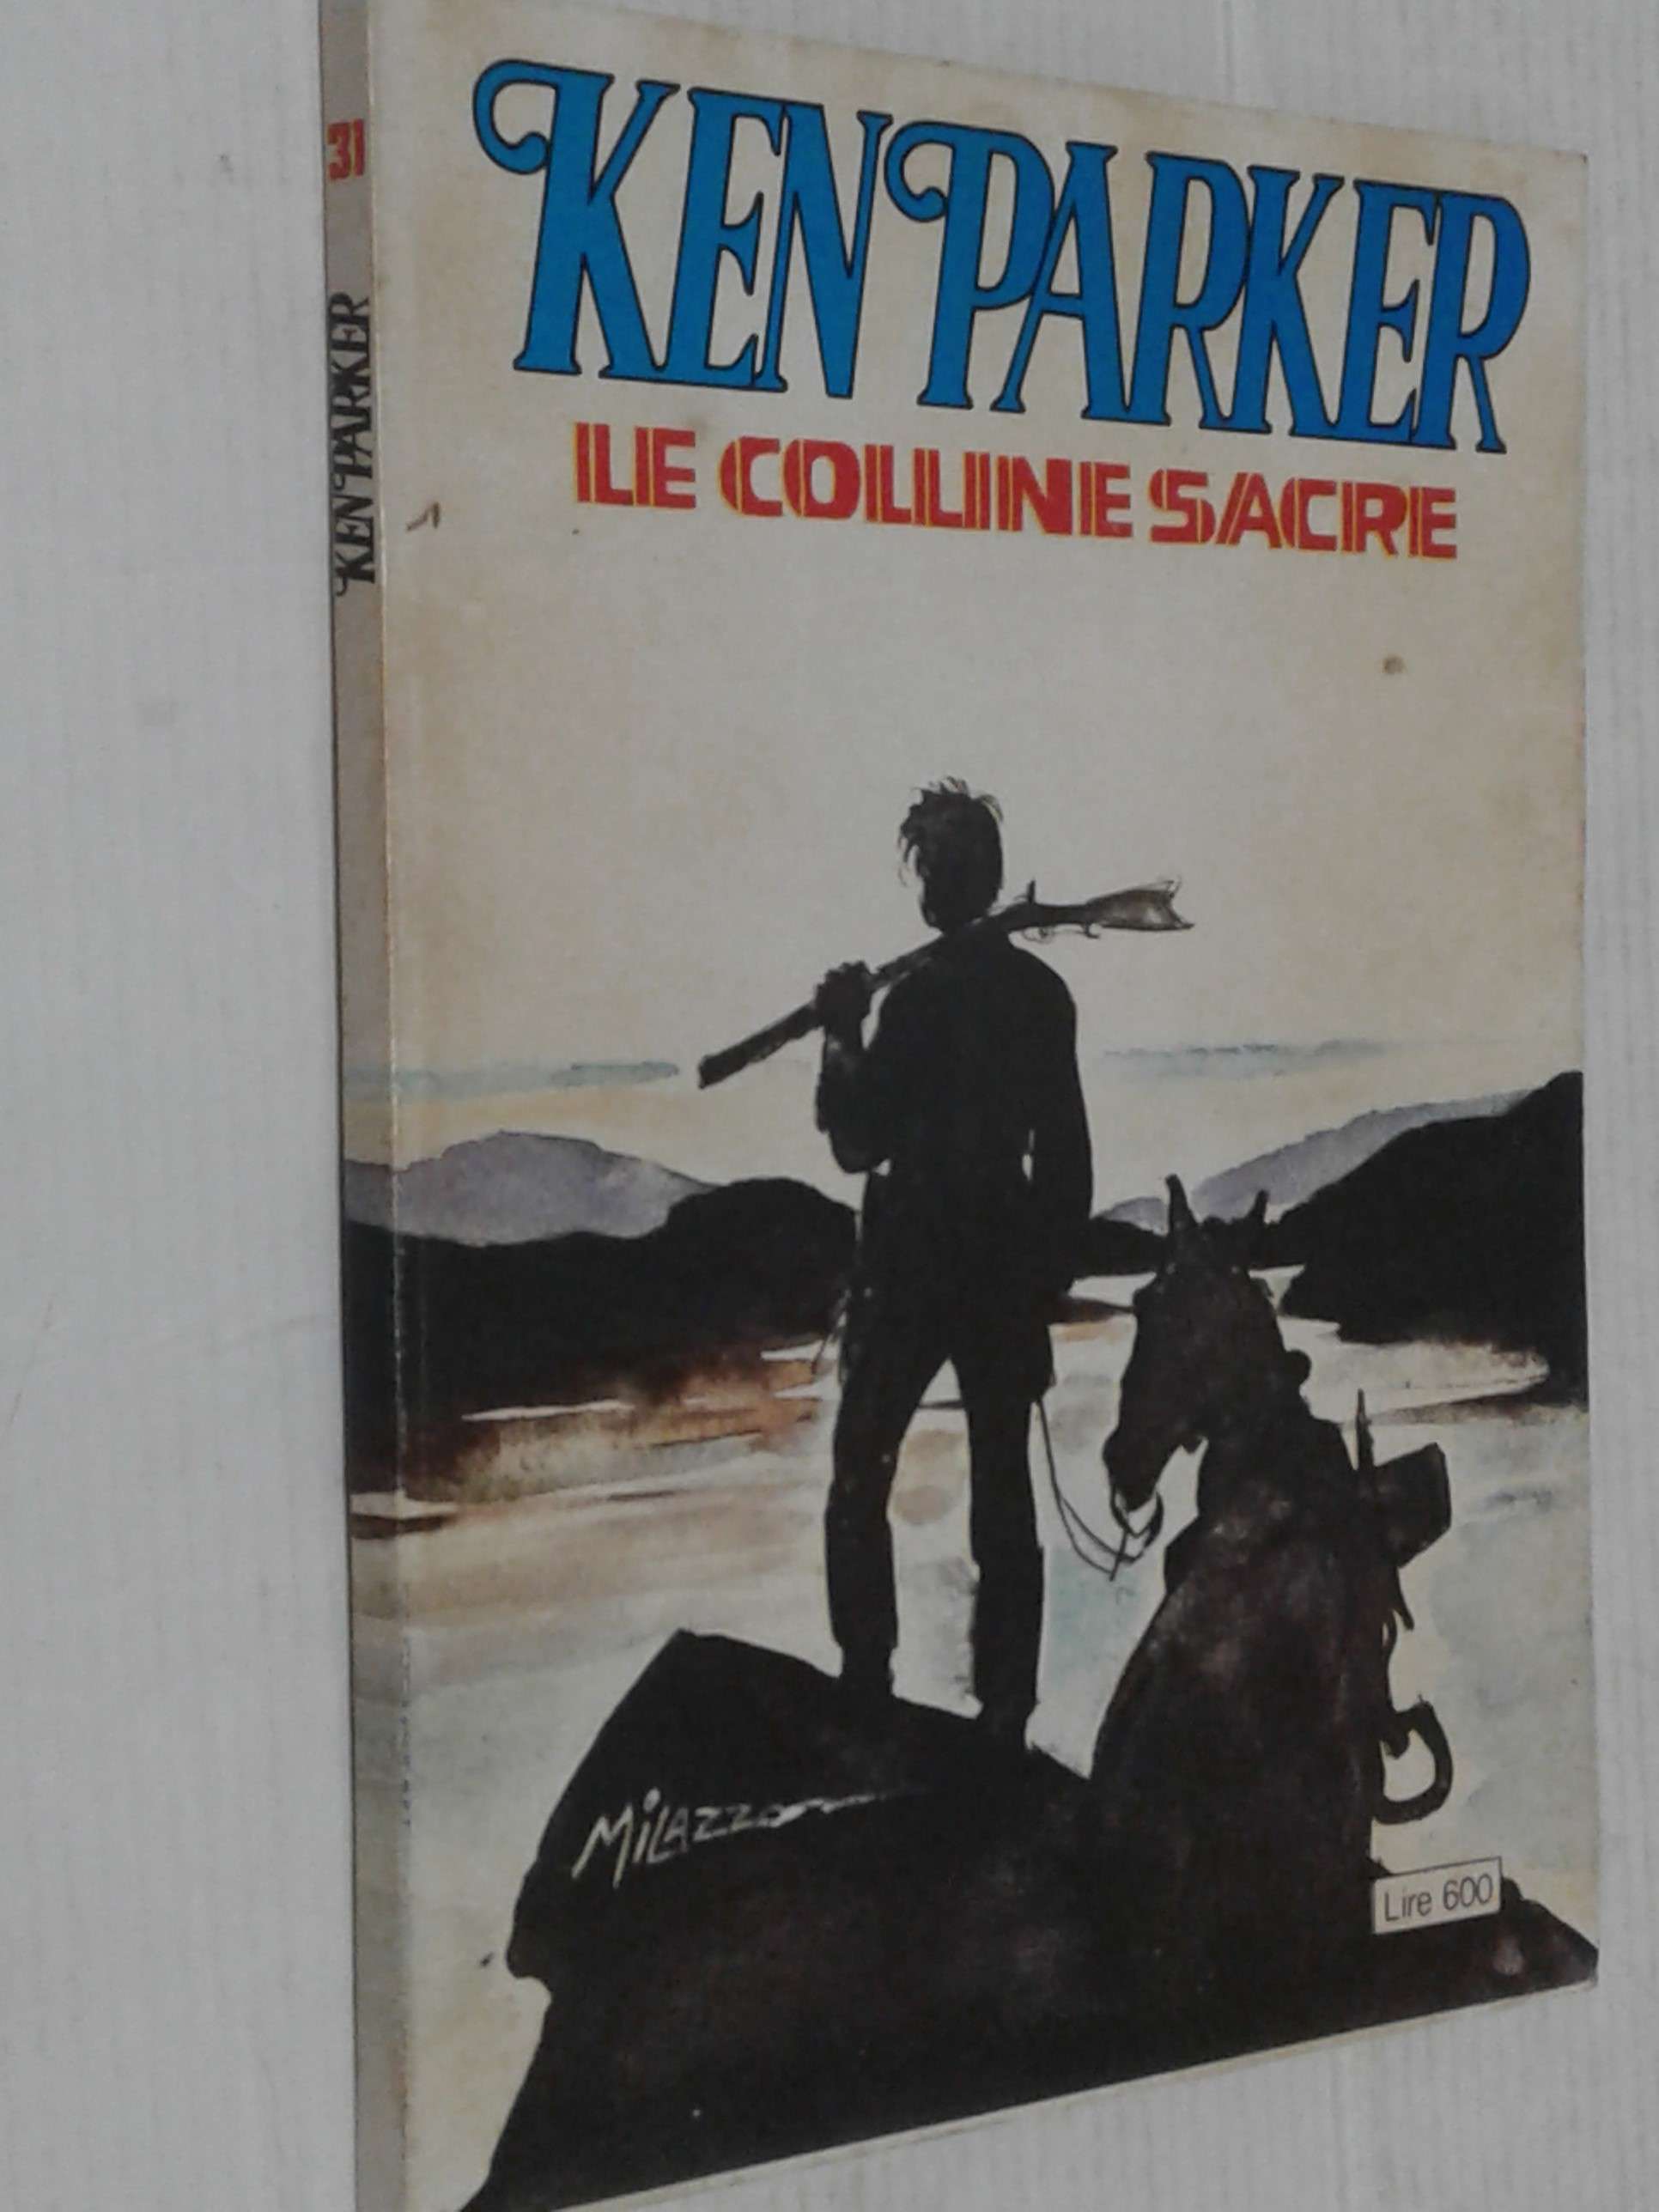 31
KEN PARKER
KEN PARKER
LE COLLINE SACRE
MILAZZO
Lire 600